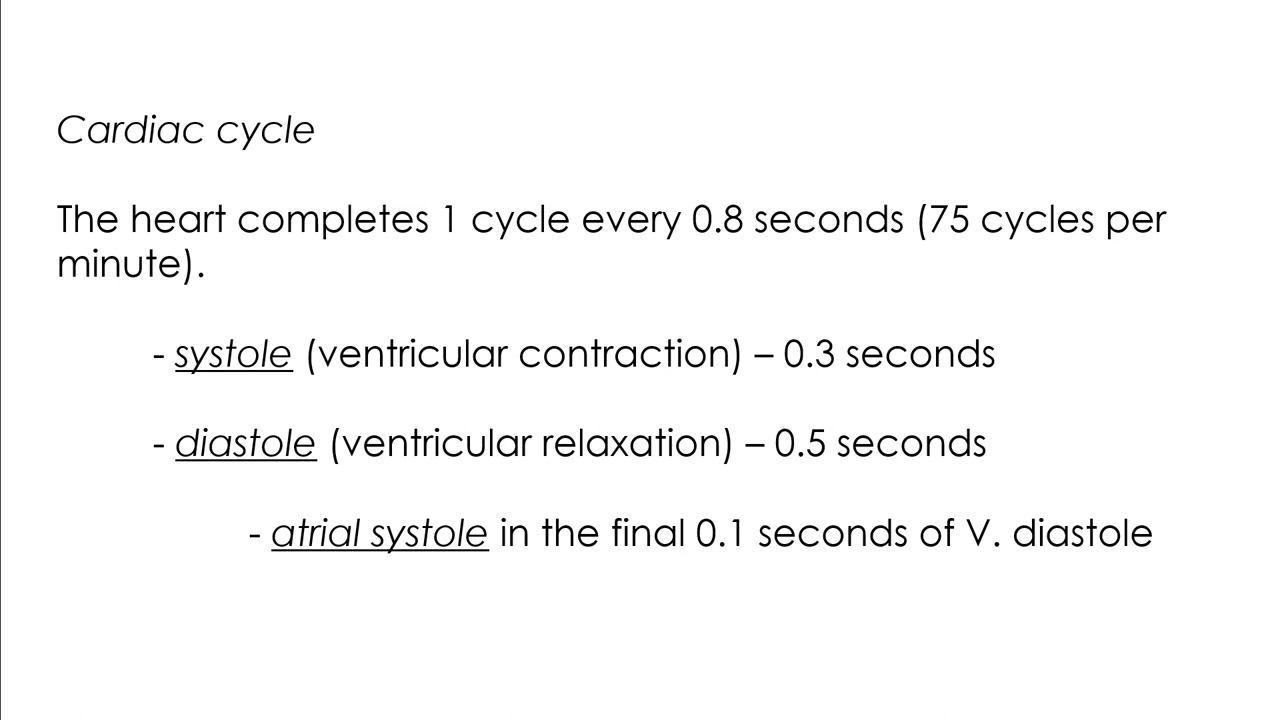 Cardiac cycle
The heart completes 1 cycle every 0.8 seconds (75 cycles per
minute).
- systole (ventricular contraction) – 0.3 seconds
- diastole (ventricular relaxation) – 0.5 seconds
- atrial systole in the final 0.1 seconds of V. diastole